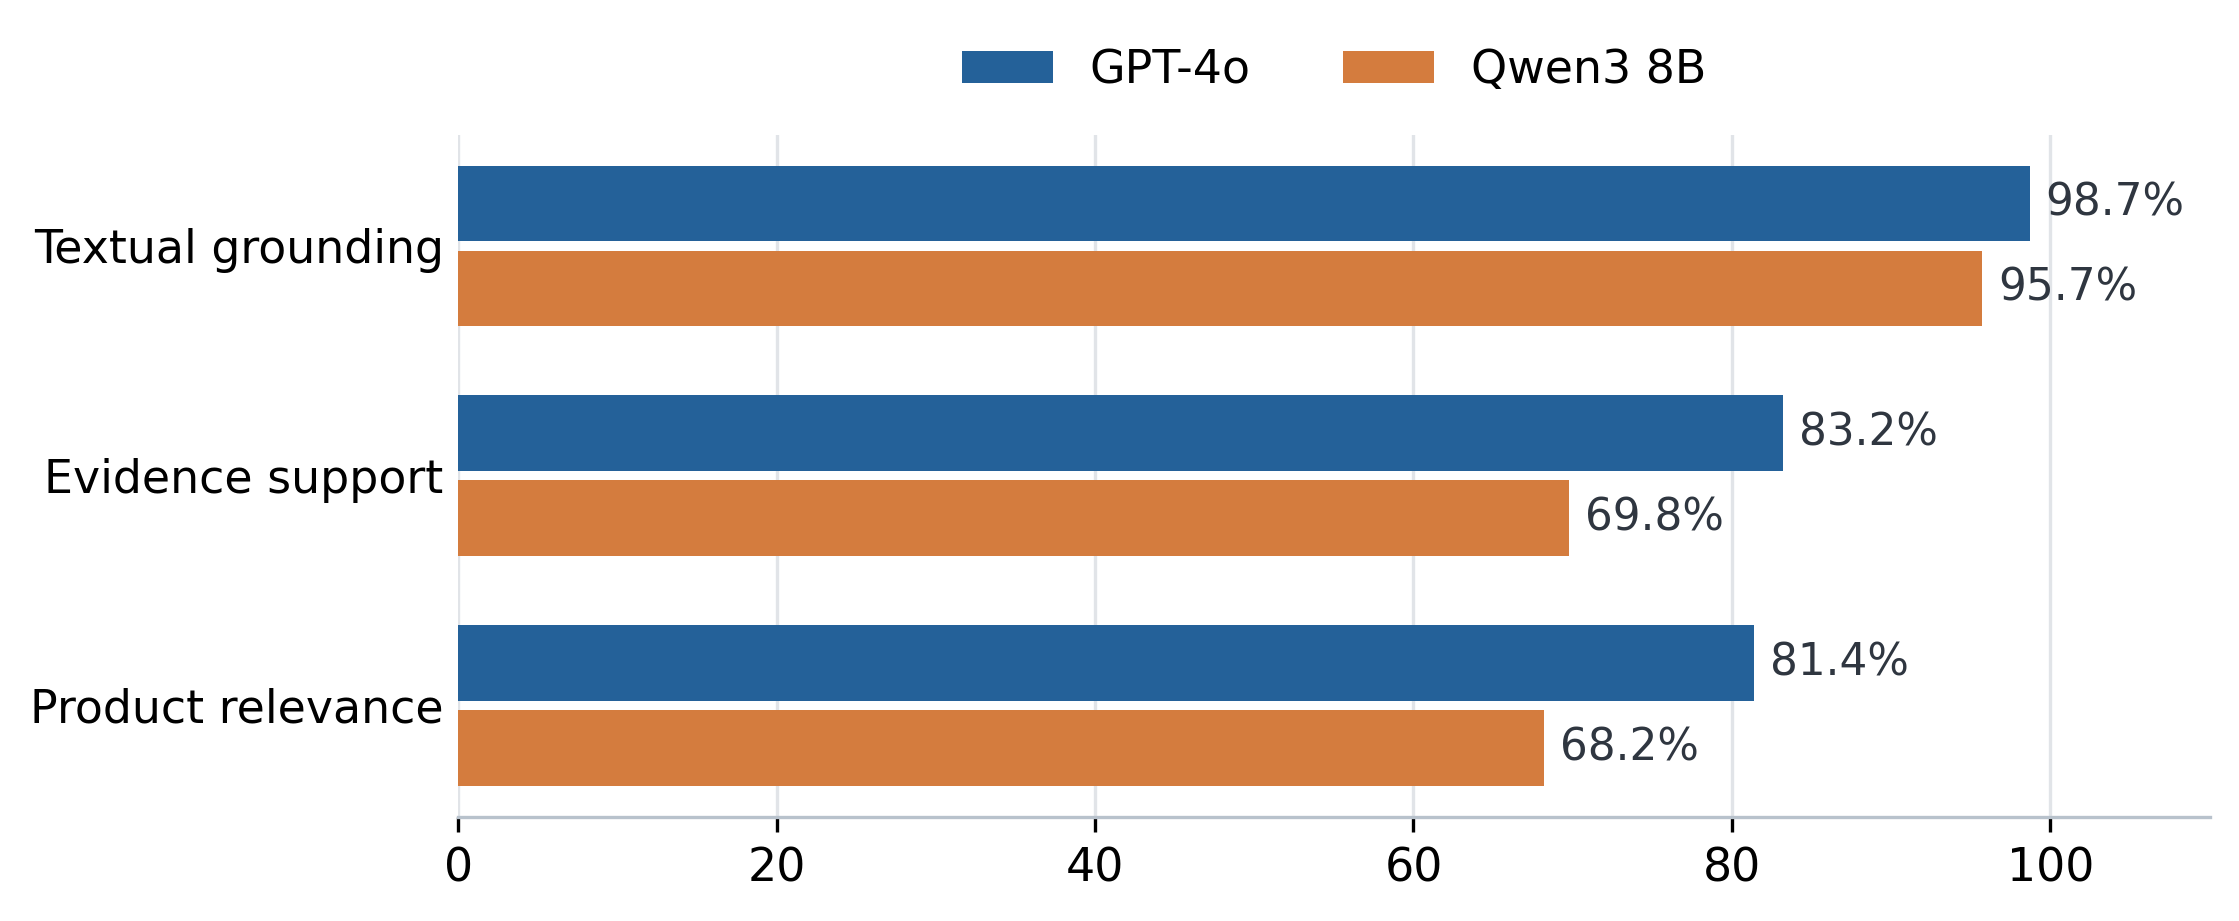 GPT-4o Qwen3 8B
Textual grounding
98.7%
95.7%
Evidence support
83.2%
69.8%
Product relevance
81.4%
68.2%
0 20 40 60 80 100